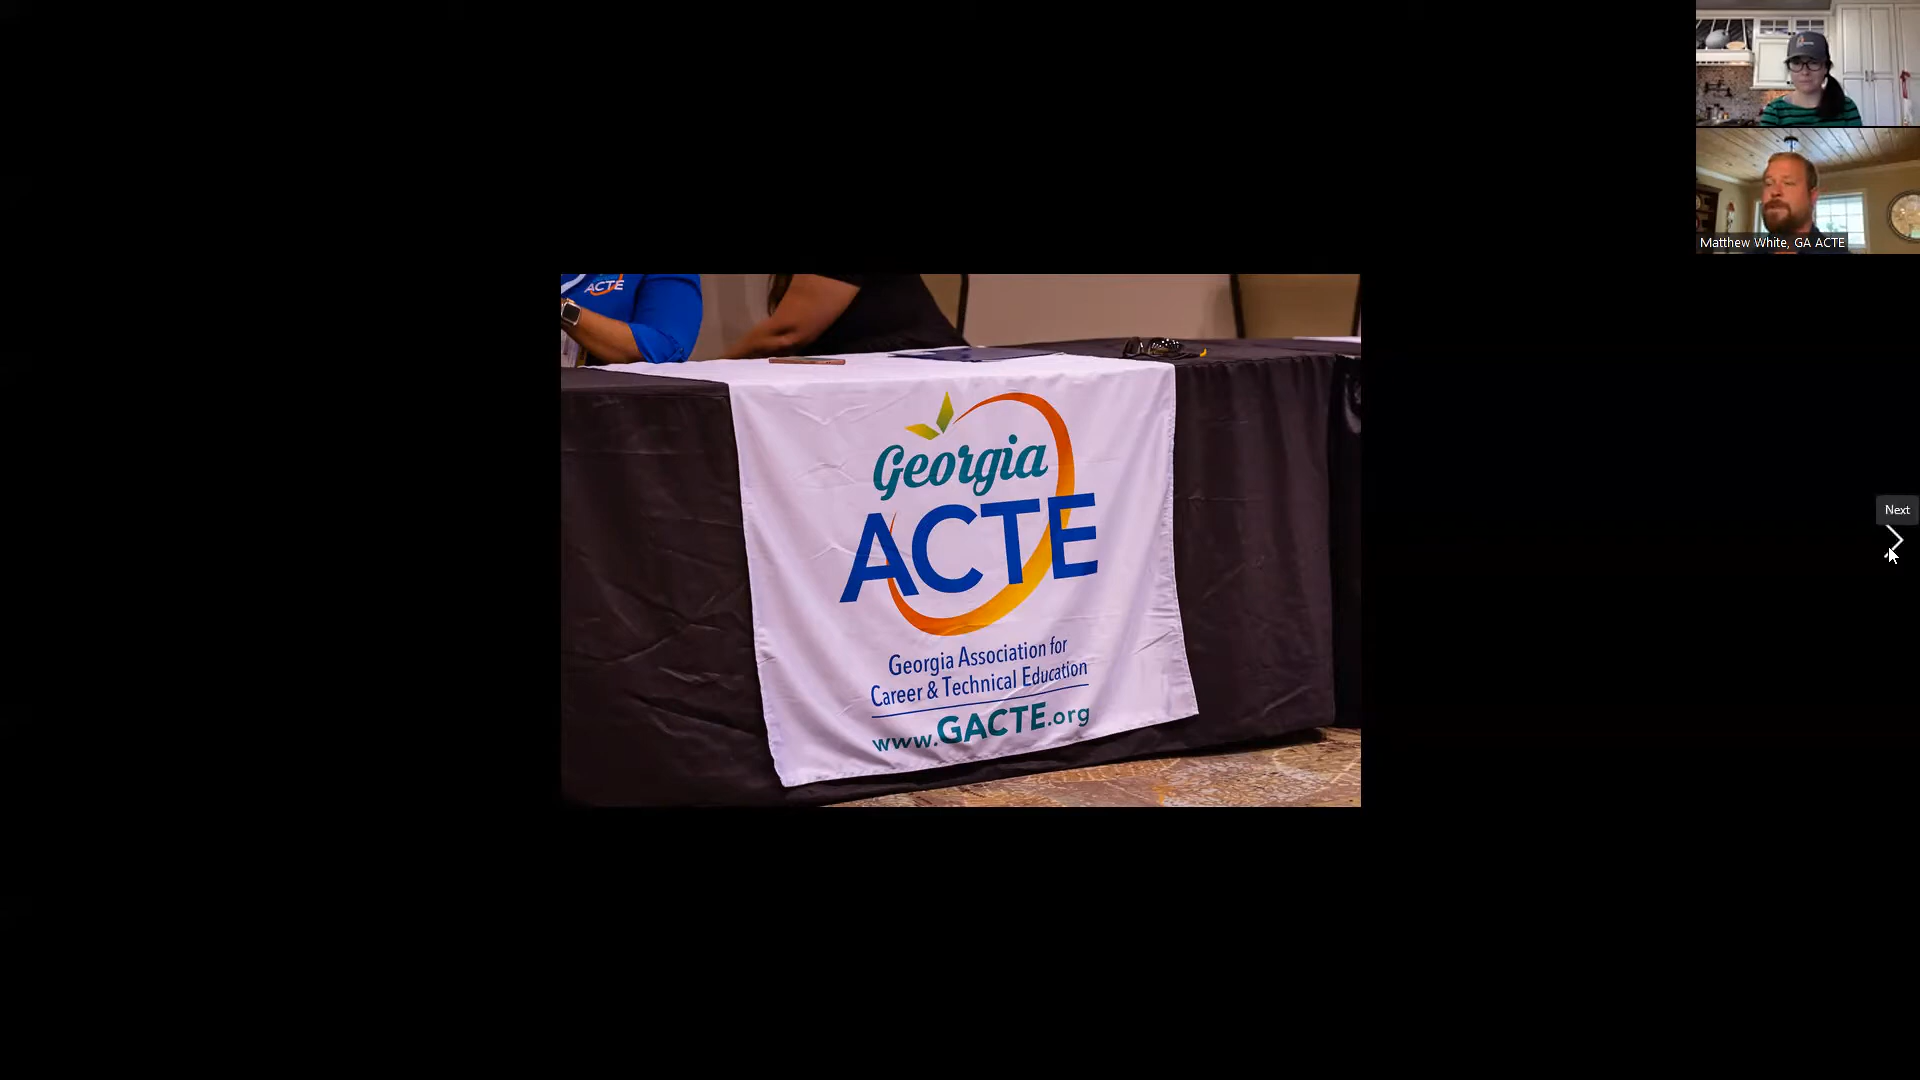 Matthew White, GA ACTE
ACTE
Georgia
ACTE
Georgia Association for
Career & Technical Education
www.GACTE.org
Next